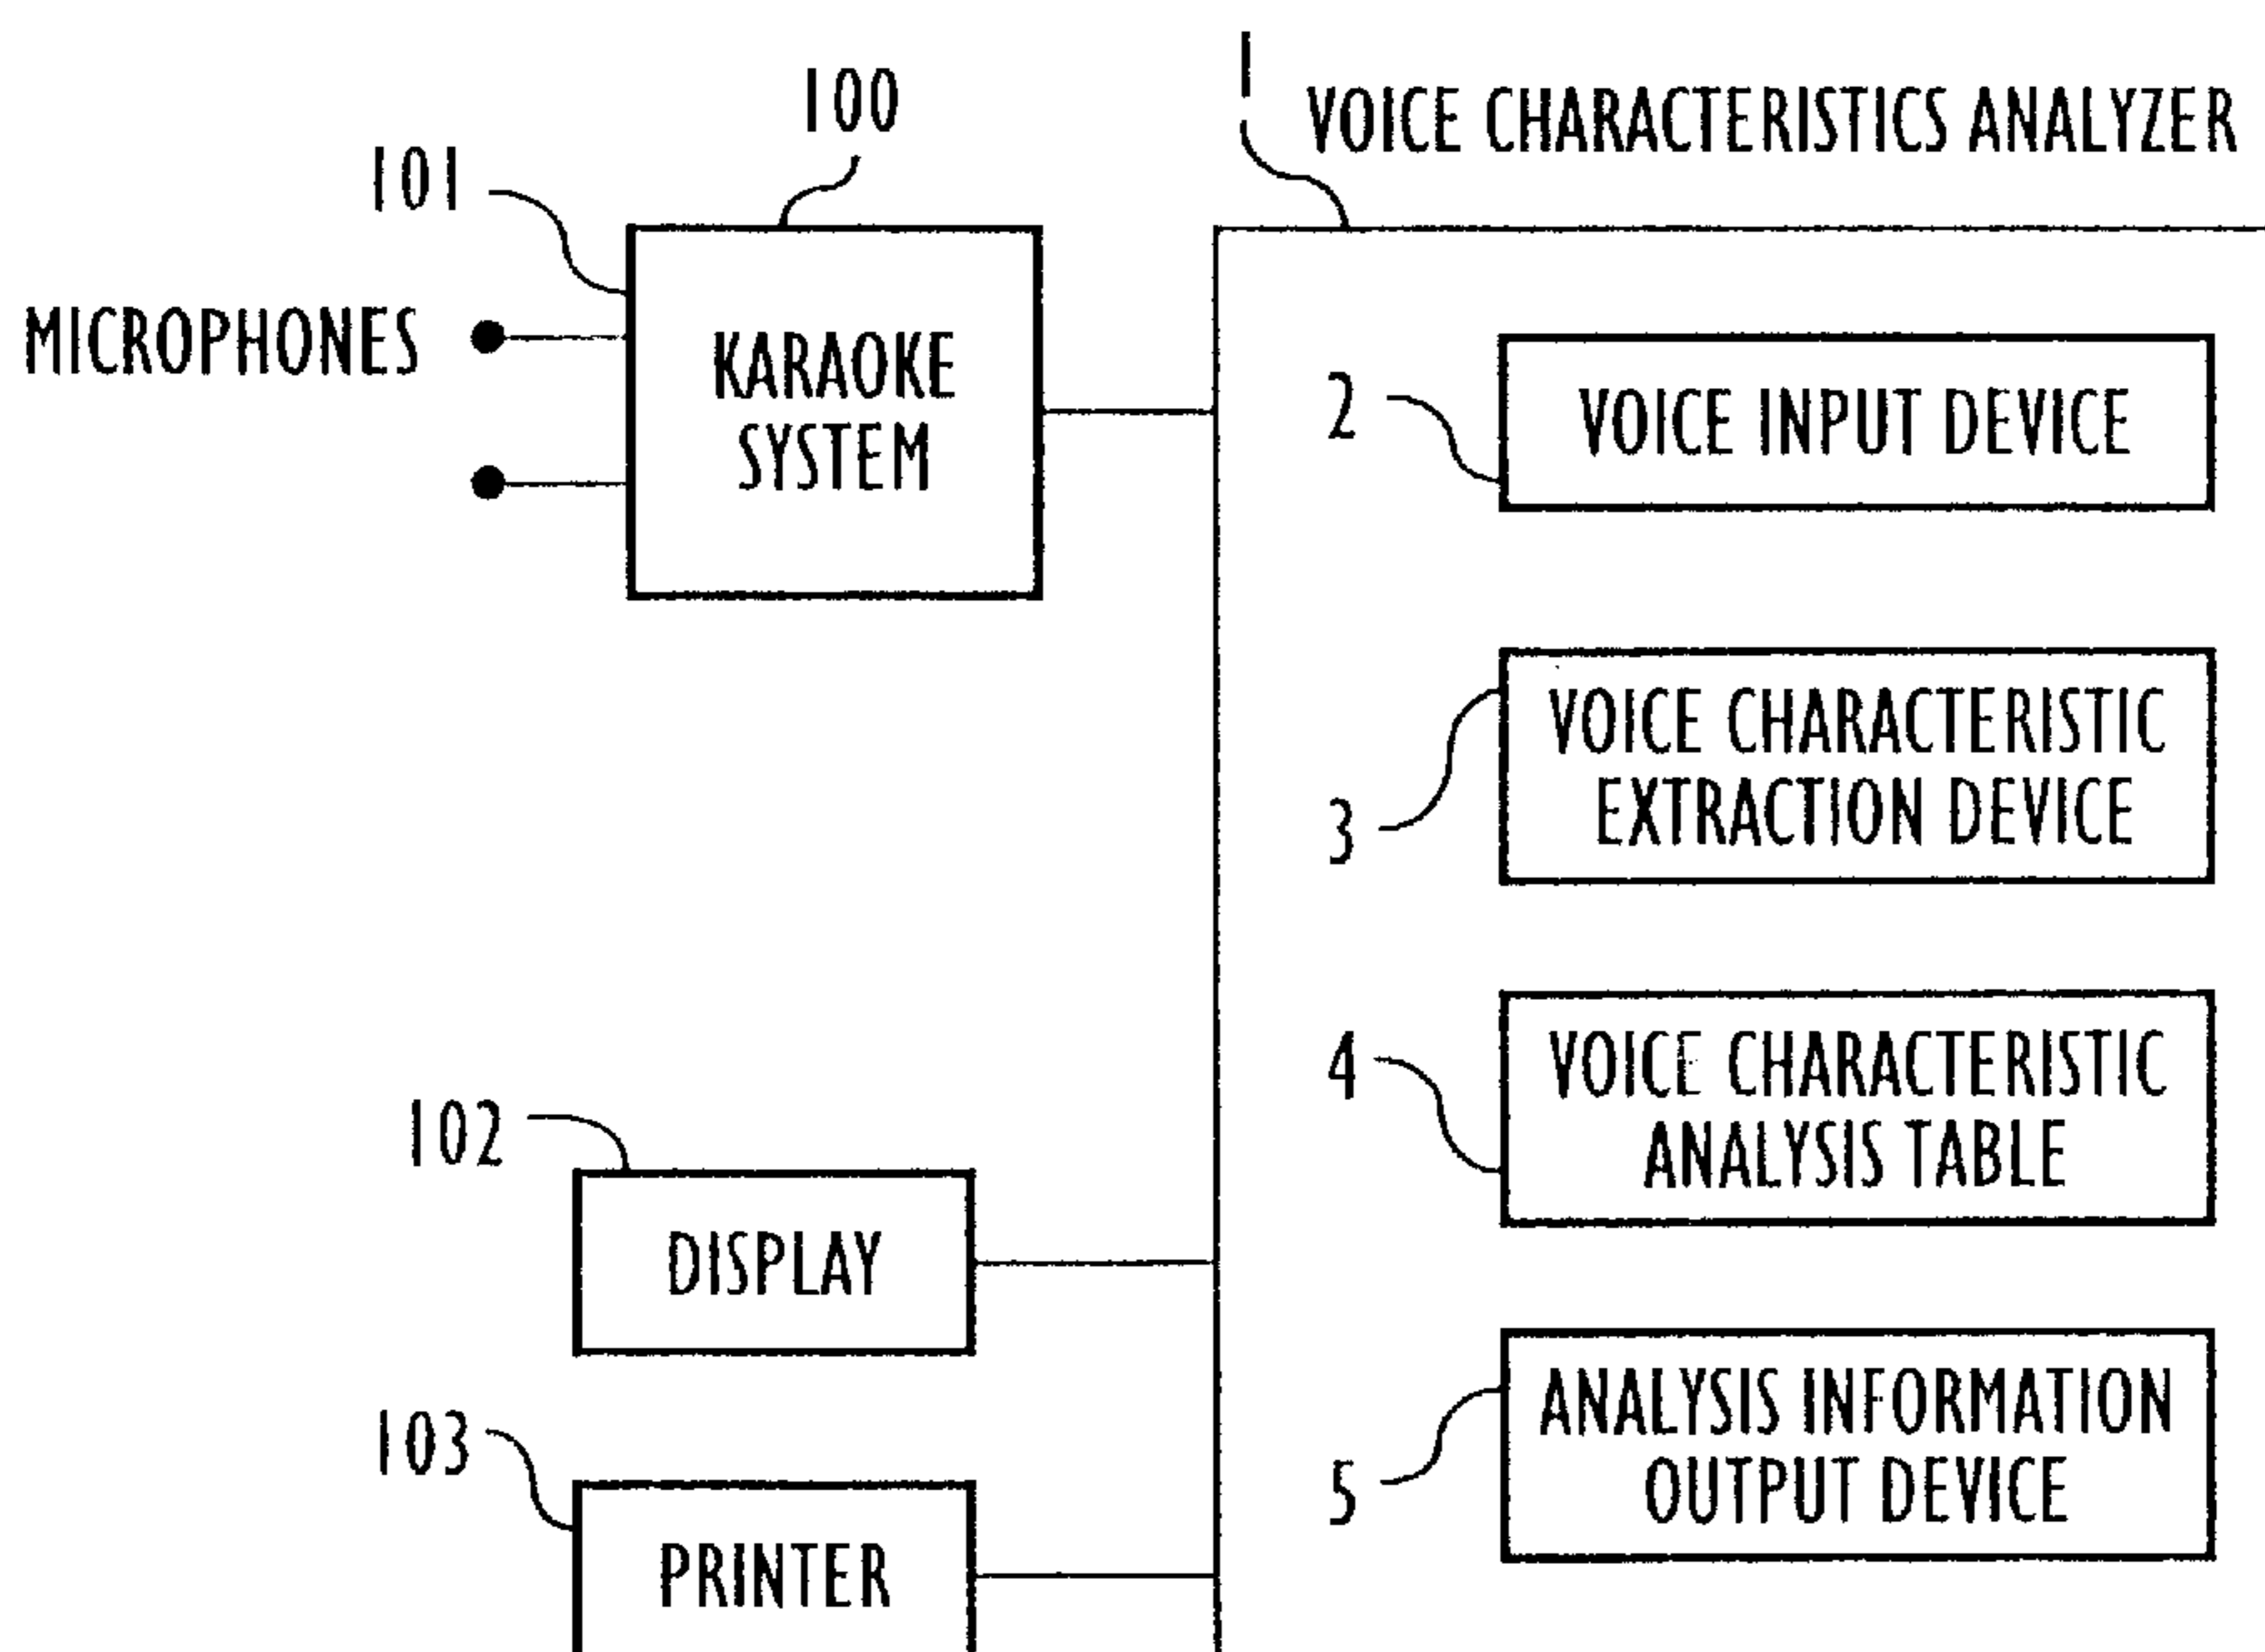 1
VOICE CHARACTERISTICS ANALYZER
100
101
MICROPHONES
KARAOKE
SYSTEM
2
VOICE INPUT DEVICE
3
VOICE CHARACTERISTIC
EXTRACTION DEVICE
4
VOICE CHARACTERISTIC
ANALYSIS TABLE
102
DISPLAY
5
ANALYSIS INFORMATION
OUTPUT DEVICE
103
PRINTER